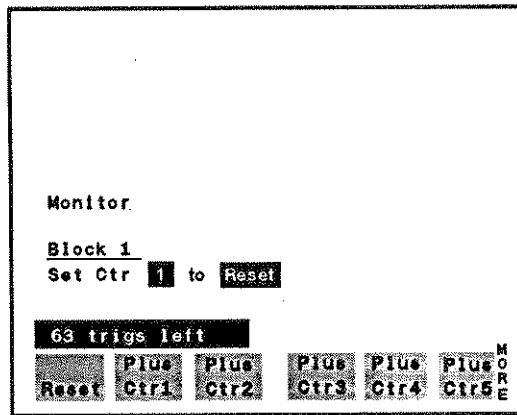 Monitor
Block 1
Set Ctr 1 to Reset
63 trigs left
Reset
Plus Ctr1
Plus Ctr2
Plus Ctr3
Plus Ctr4
Plus Ctr5
MORE